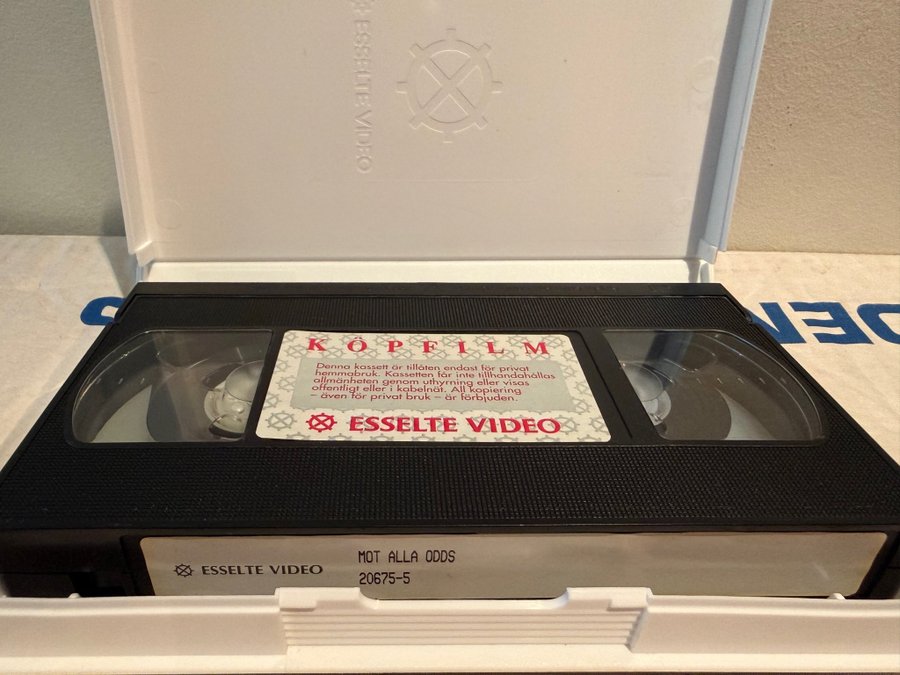 ESSELTE VIDEO
DEN
KÖPFILM
Denna kassett är tillåten endast för privat
hemmabruk. Kassetten får inte tillhandahållas
allmänheten genom uthyrning eller visas
offentligt eller i kabelnät. All kopiering
– även för privat bruk – är förbjuden.
ESSELTE VIDEO
ESSELTE VIDEO
MOT ALLA ODDS
20675-5